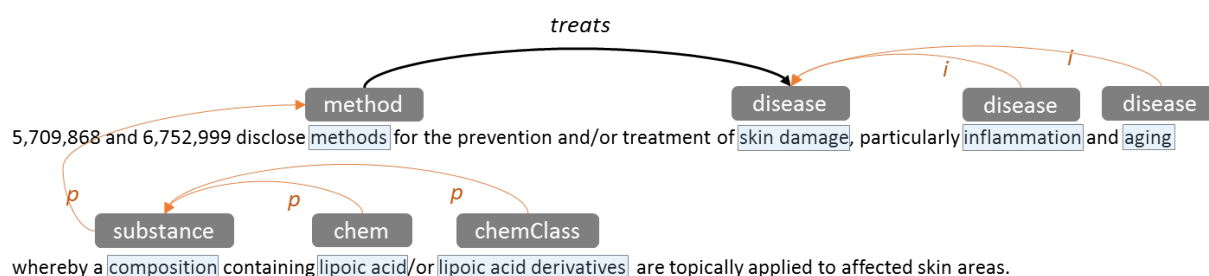 treats
i
i
method
disease
disease
disease
5,709,868 and 6,752,999 disclose methods for the prevention and/or treatment of skin damage, particularly inflammation and aging
p
p
p
substance
chem
chemClass
whereby a composition containing lipoic acid/or lipoic acid derivatives are topically applied to affected skin areas.